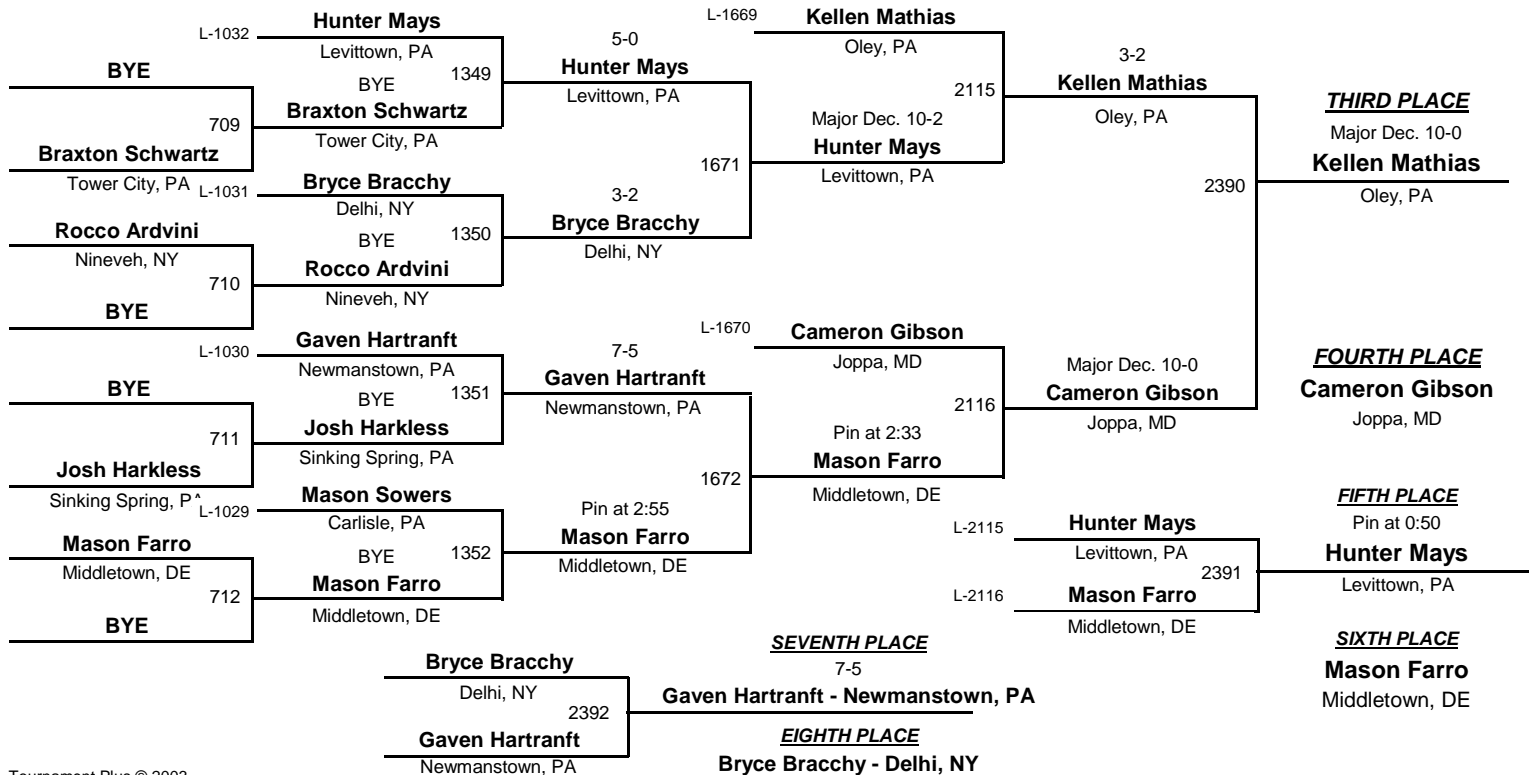 L-1032
Hunter Mays
Levittown, PA
BYE
BYE
1349
709
Braxton Schwartz
Tower City, PA
Braxton Schwartz
Tower City, PA
L-1031
Bryce Bracchy
Delhi, NY
Rocco Ardvini
Nineveh, NY
BYE
1350
710
Rocco Ardvini
Nineveh, NY
BYE
L-1030
Gaven Hartranft
Newmanstown, PA
BYE
BYE
1351
711
Josh Harkless
Sinking Spring, PA
Josh Harkless
Sinking Spring, PA
L-1029
Mason Sowers
Carlisle, PA
Mason Farro
Middletown, DE
BYE
1352
712
Mason Farro
Middletown, DE
BYE
5-0
Hunter Mays
Levittown, PA
1671
3-2
Bryce Bracchy
Delhi, NY
7-5
Gaven Hartranft
Newmanstown, PA
1672
Pin at 2:55
Mason Farro
Middletown, DE
L-1669
Kellen Mathias
Oley, PA
2115
Major Dec. 10-2
Hunter Mays
Levittown, PA
L-1670
Cameron Gibson
Joppa, MD
2116
Pin at 2:33
Mason Farro
Middletown, DE
3-2
Kellen Mathias
Oley, PA
2390
Major Dec. 10-0
Cameron Gibson
Joppa, MD
THIRD PLACE
Major Dec. 10-0
Kellen Mathias
Oley, PA
FOURTH PLACE
Cameron Gibson
Joppa, MD
L-2115
Hunter Mays
Levittown, PA
2391
L-2116
Mason Farro
Middletown, DE
FIFTH PLACE
Pin at 0:50
Hunter Mays
Levittown, PA
SIXTH PLACE
Mason Farro
Middletown, DE
Bryce Bracchy
Delhi, NY
2392
Gaven Hartranft
Newmanstown, PA
SEVENTH PLACE
7-5
Gaven Hartranft - Newmanstown, PA
EIGHTH PLACE
Bryce Bracchy - Delhi, NY